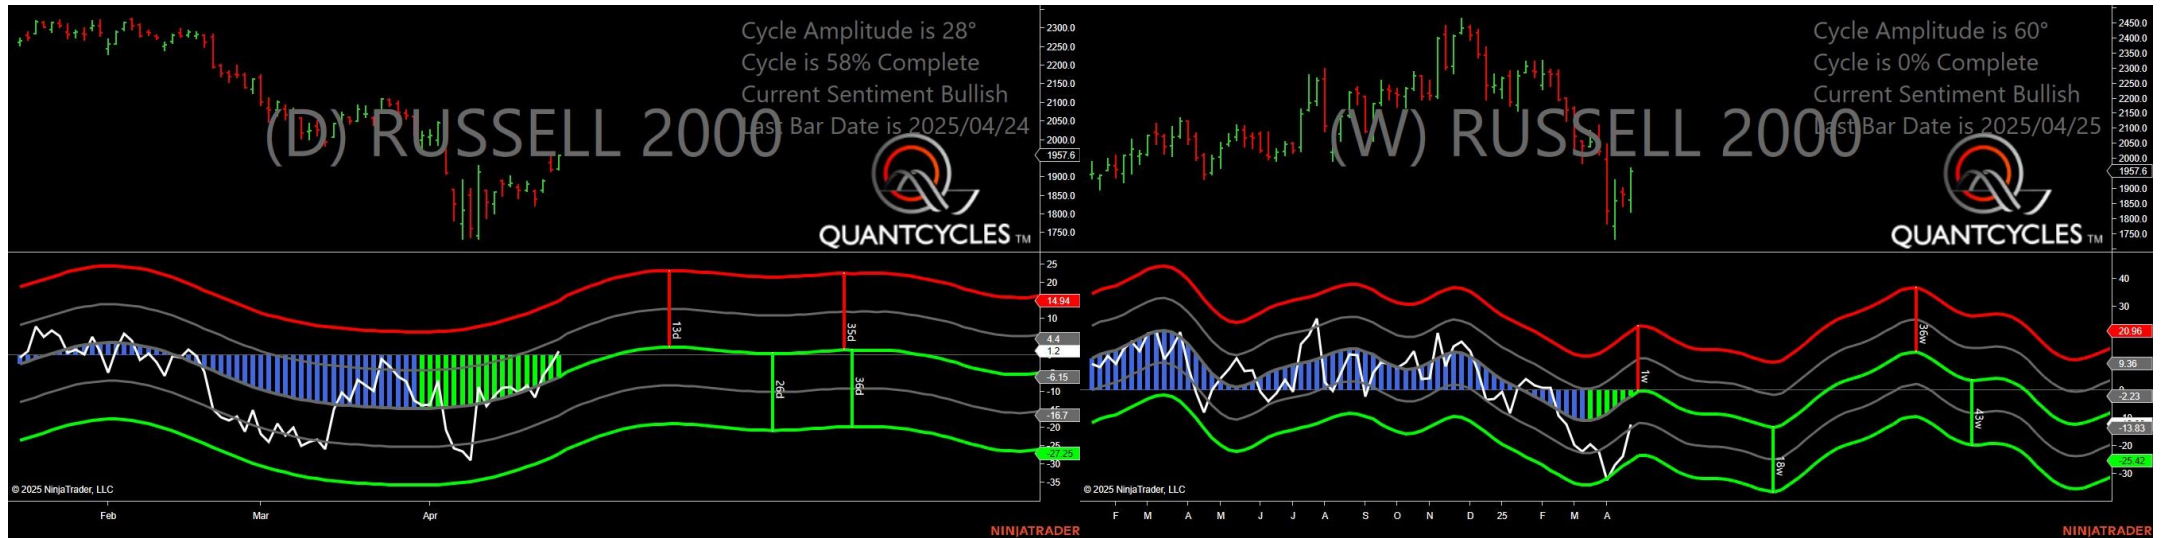 Cycle Amplitude is 28°
Cycle is 58% Complete
Current Sentiment Bullish
Last Bar Date is 2025/04/24
(D) RUSSELL 2000
QUANTCYCLES TM
2300.0
2250.0
2200.0
2150.0
2100.0
2050.0
2000.0
1957.6
1900.0
1850.0
1800.0
1750.0
25
20
14.94
10
4.4
1.2
-6.15
-10
-16.7
-20
-27.25
-30
-35
13d
26d
35d
36d
© 2025 NinjaTrader, LLC
Feb Mar Apr
NINJATRADER
Cycle Amplitude is 60°
Cycle is 0% Complete
Current Sentiment Bullish
Last Bar Date is 2025/04/25
(W) RUSSELL 2000
QUANTCYCLES TM
2450.0
2400.0
2350.0
2300.0
2250.0
2200.0
2150.0
2100.0
2050.0
2000.0
1957.6
1900.0
1850.0
1800.0
1750.0
40
30
20.96
9.36
-2.23
-13.83
-20
-25.42
-30
1w
18w
36w
43w
© 2025 NinjaTrader, LLC
F M A M J J A S O N D 25 F M A
NINJATRADER